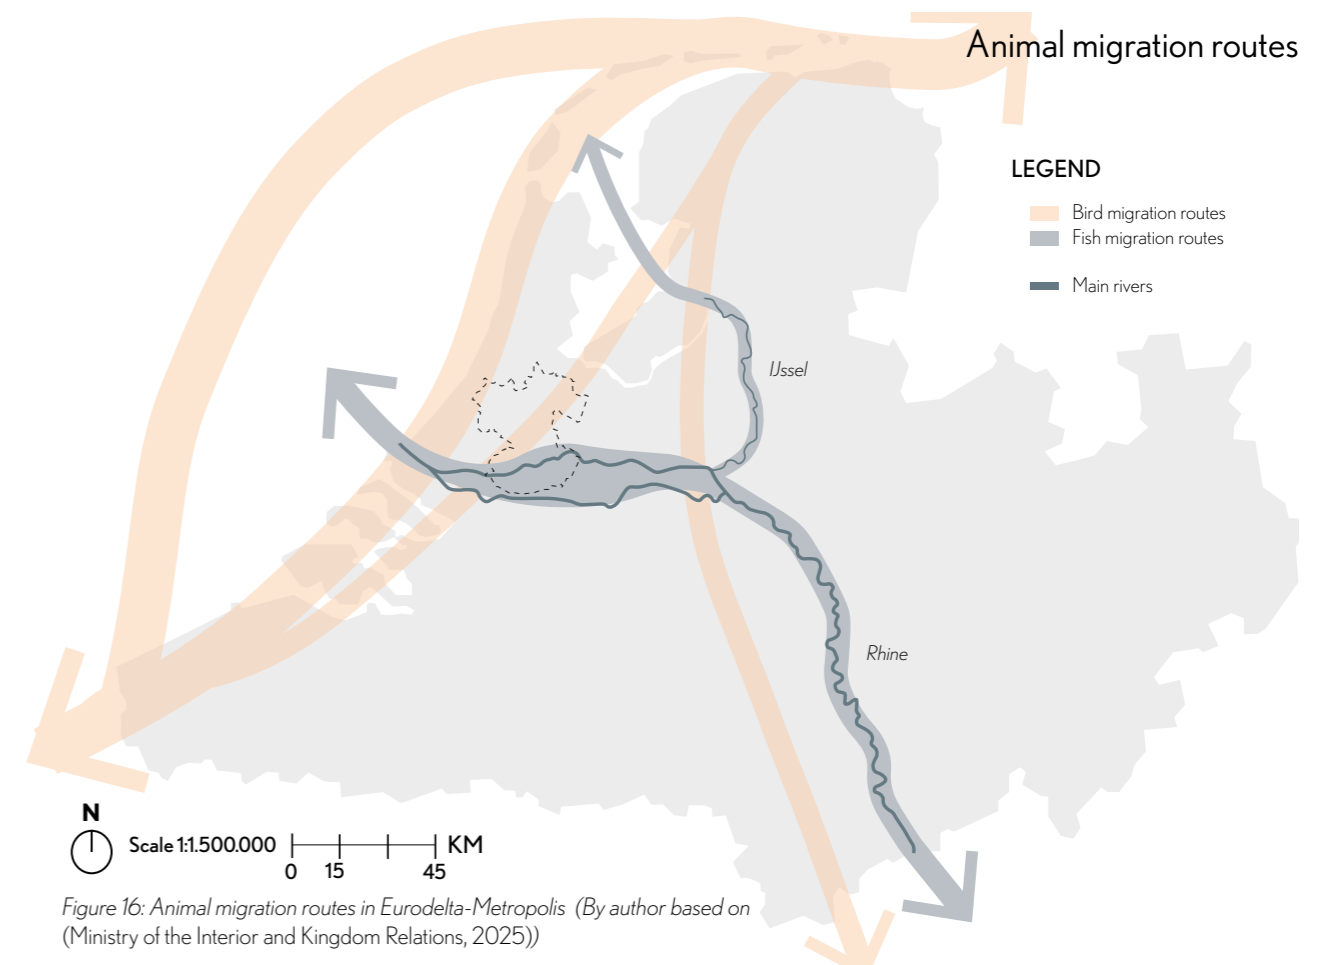 Animal migration routes
LEGEND
Bird migration routes
Fish migration routes
Main rivers
IJssel
Rhine
N
Scale 1:1.500.000
KM
0 15 45
Figure 16: Animal migration routes in Eurodelta-Metropolis (By author based on
(Ministry of the Interior and Kingdom Relations, 2025))